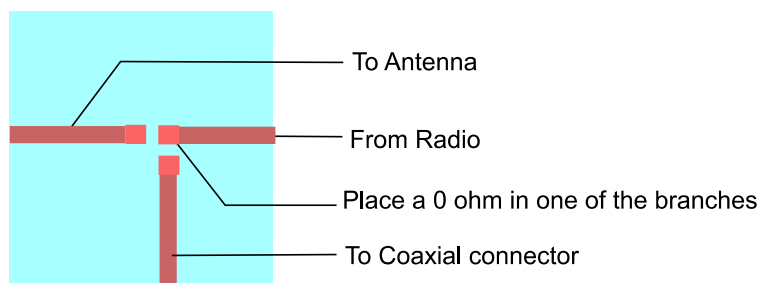 To Antenna
From Radio
Place a 0 ohm in one of the branches
To Coaxial connector